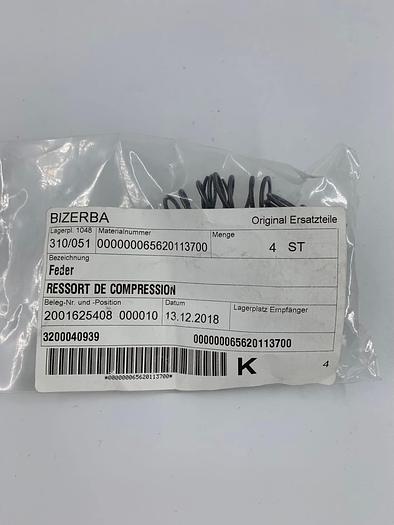 BIZERBA Original Ersatzteile
Lagerpl. 1048 Materialnummer Menge
310/051 000000065620113700 4 ST
Bezeichnung
Feder
RESSORT DE COMPRESSION
Beleg-Nr. und -Position Datum Lagerplatz Empfänger
2001625408 000010 13.12.2018
3200040939 000000065620113700
K 4
*000000065620113700*